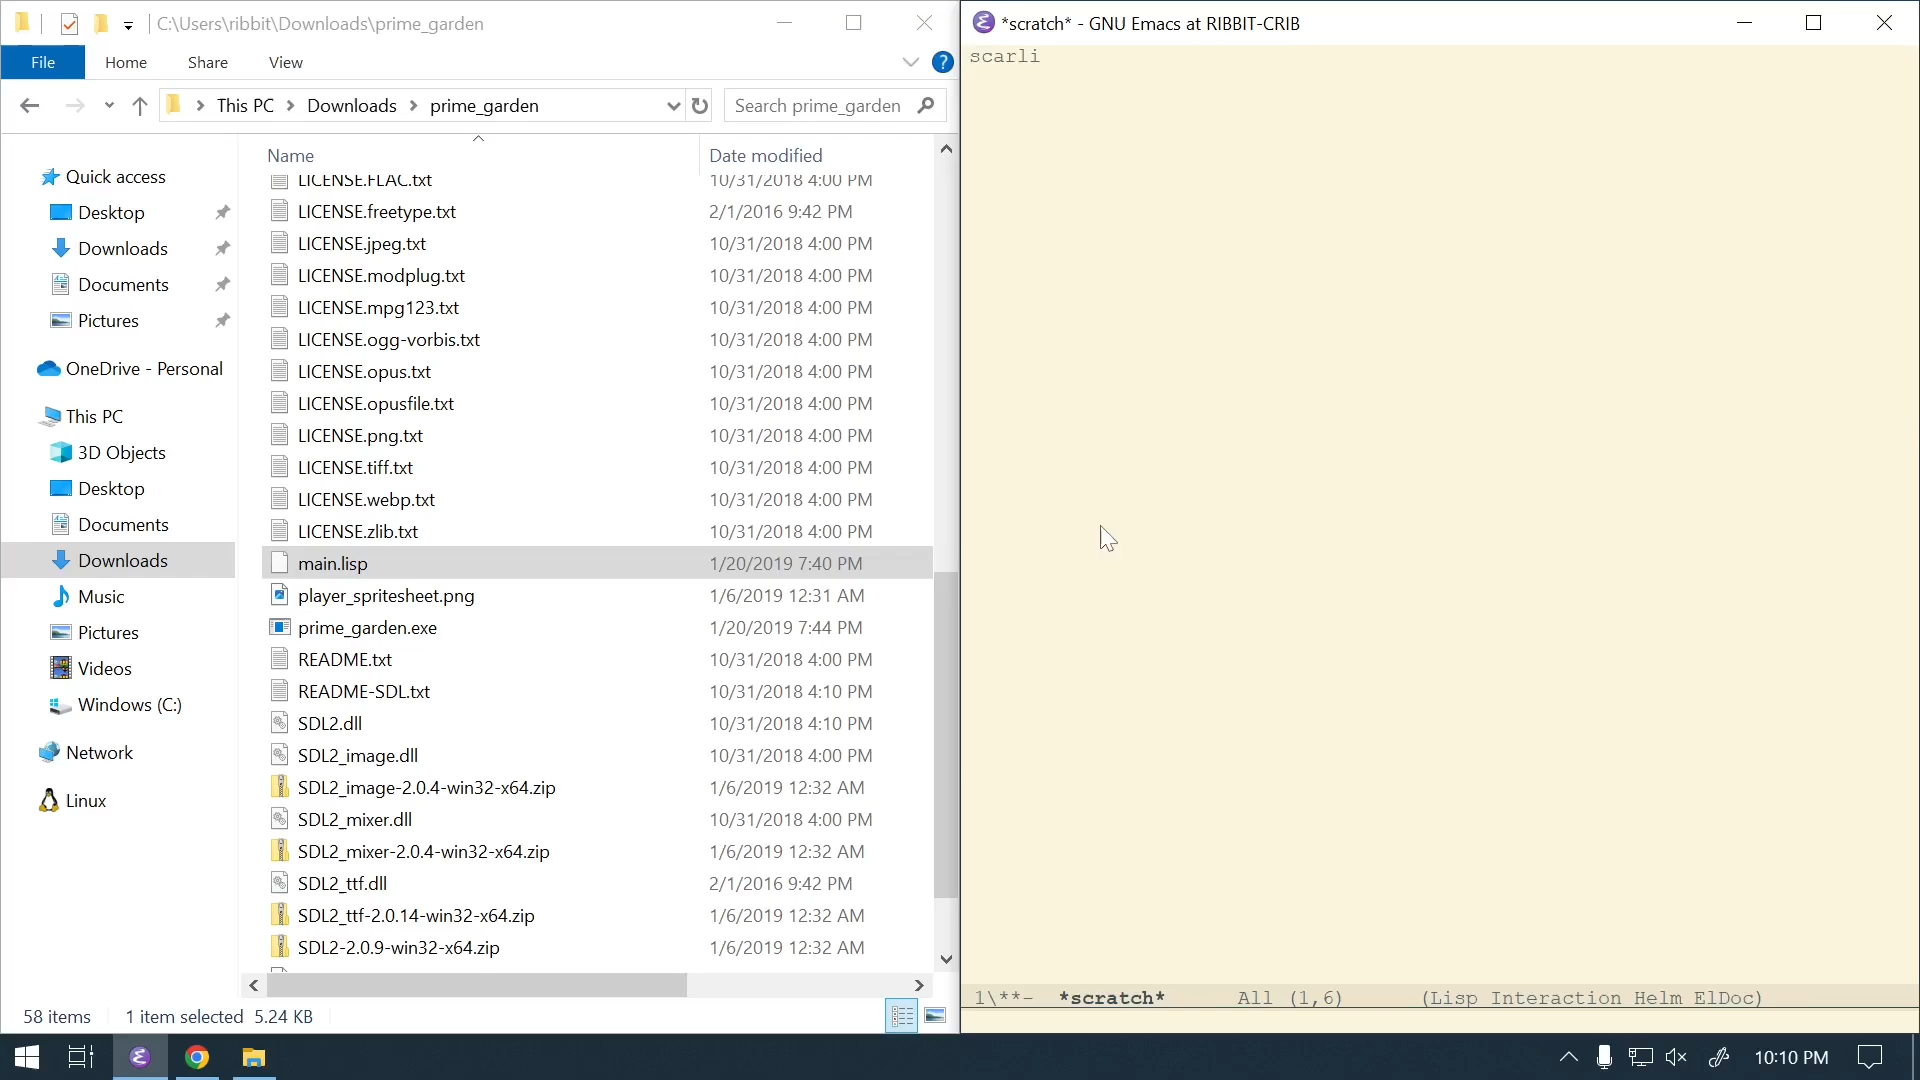 C:\Users\ribbit\Downloads\prime_garden
File Home Share View
This PC Downloads prime_garden
Search prime_garden
Name Date modified
Quick access
Desktop
Downloads
Documents
Pictures
OneDrive - Personal
This PC
3D Objects
Desktop
Documents
Downloads
Music
Pictures
Videos
Windows (C:)
Network
Linux
LICENSE.FLAC.txt 10/31/2018 4:00 PM
LICENSE.freetype.txt 2/1/2016 9:42 PM
LICENSE.jpeg.txt 10/31/2018 4:00 PM
LICENSE.modplug.txt 10/31/2018 4:00 PM
LICENSE.mpg123.txt 10/31/2018 4:00 PM
LICENSE.ogg-vorbis.txt 10/31/2018 4:00 PM
LICENSE.opus.txt 10/31/2018 4:00 PM
LICENSE.opusfile.txt 10/31/2018 4:00 PM
LICENSE.png.txt 10/31/2018 4:00 PM
LICENSE.tiff.txt 10/31/2018 4:00 PM
LICENSE.webp.txt 10/31/2018 4:00 PM
LICENSE.zlib.txt 10/31/2018 4:00 PM
main.lisp 1/20/2019 7:40 PM
player_spritesheet.png 1/6/2019 12:31 AM
prime_garden.exe 1/20/2019 7:44 PM
README.txt 10/31/2018 4:00 PM
README-SDL.txt 10/31/2018 4:10 PM
SDL2.dll 10/31/2018 4:10 PM
SDL2_image.dll 10/31/2018 4:00 PM
SDL2_image-2.0.4-win32-x64.zip 1/6/2019 12:32 AM
SDL2_mixer.dll 10/31/2018 4:00 PM
SDL2_mixer-2.0.4-win32-x64.zip 1/6/2019 12:32 AM
SDL2_ttf.dll 2/1/2016 9:42 PM
SDL2_ttf-2.0.14-win32-x64.zip 1/6/2019 12:32 AM
SDL2-2.0.9-win32-x64.zip 1/6/2019 12:32 AM
58 items 1 item selected 5.24 KB
*scratch* - GNU Emacs at RIBBIT-CRIB
scarli
1\**- *scratch* All (1,6) (Lisp Interaction Helm ElDoc)
10:10 PM